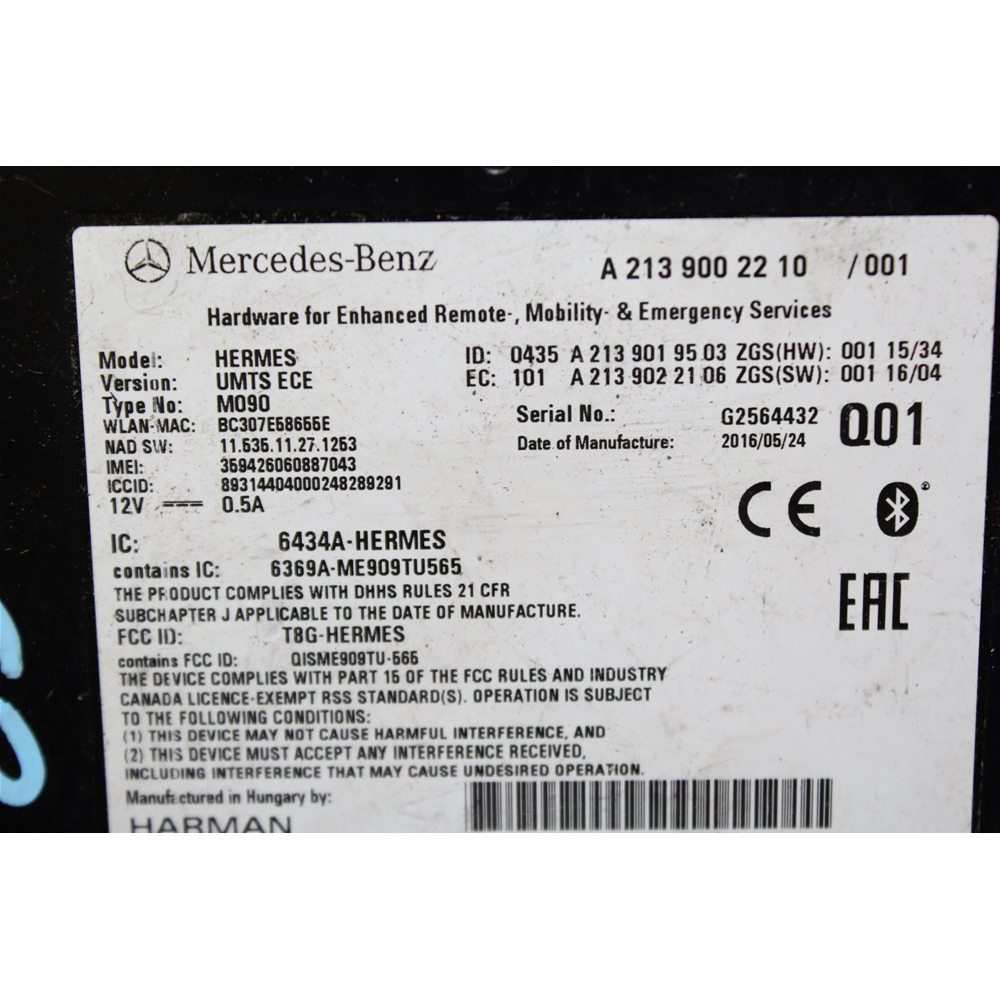 Mercedes-Benz A 213 900 22 10 /001
Hardware for Enhanced Remote-, Mobility- & Emergency Services
Model: HERMES ID: 0435 A 213 901 95 03 ZGS(HW): 001 15/34
Version: UMTS ECE EC: 101 A 213 902 21 06 ZGS(SW): 001 16/04
Type No: M090 Serial No.: G2564432 Q01
WLAN-MAC: BC307E68666E
NAD SW: 11.636.11.27.1263 Date of Manufacture: 2016/05/24
IMEI: 359426060887043
ICCID: 89314404000248289291
12V 0.5A
CE
IC: 6434A-HERMES
contains IC: 6369A-ME909TU565
THE PRODUCT COMPLIES WITH DHHS RULES 21 CFR
SUBCHAPTER J APPLICABLE TO THE DATE OF MANUFACTURE.
EAC
FCC ID: T8G-HERMES
contains FCC ID: QISME909TU-565
THE DEVICE COMPLIES WITH PART 15 OF THE FCC RULES AND INDUSTRY
CANADA LICENCE-EXEMPT RSS STANDARD(S). OPERATION IS SUBJECT
TO THE FOLLOWING CONDITIONS:
(1) THIS DEVICE MAY NOT CAUSE HARMFUL INTERFERENCE, AND
(2) THIS DEVICE MUST ACCEPT ANY INTERFERENCE RECEIVED,
INCLUDING INTERFERENCE THAT MAY CAUSE UNDESIRED OPERATION.
Manufactured in Hungary by:
HARMAN